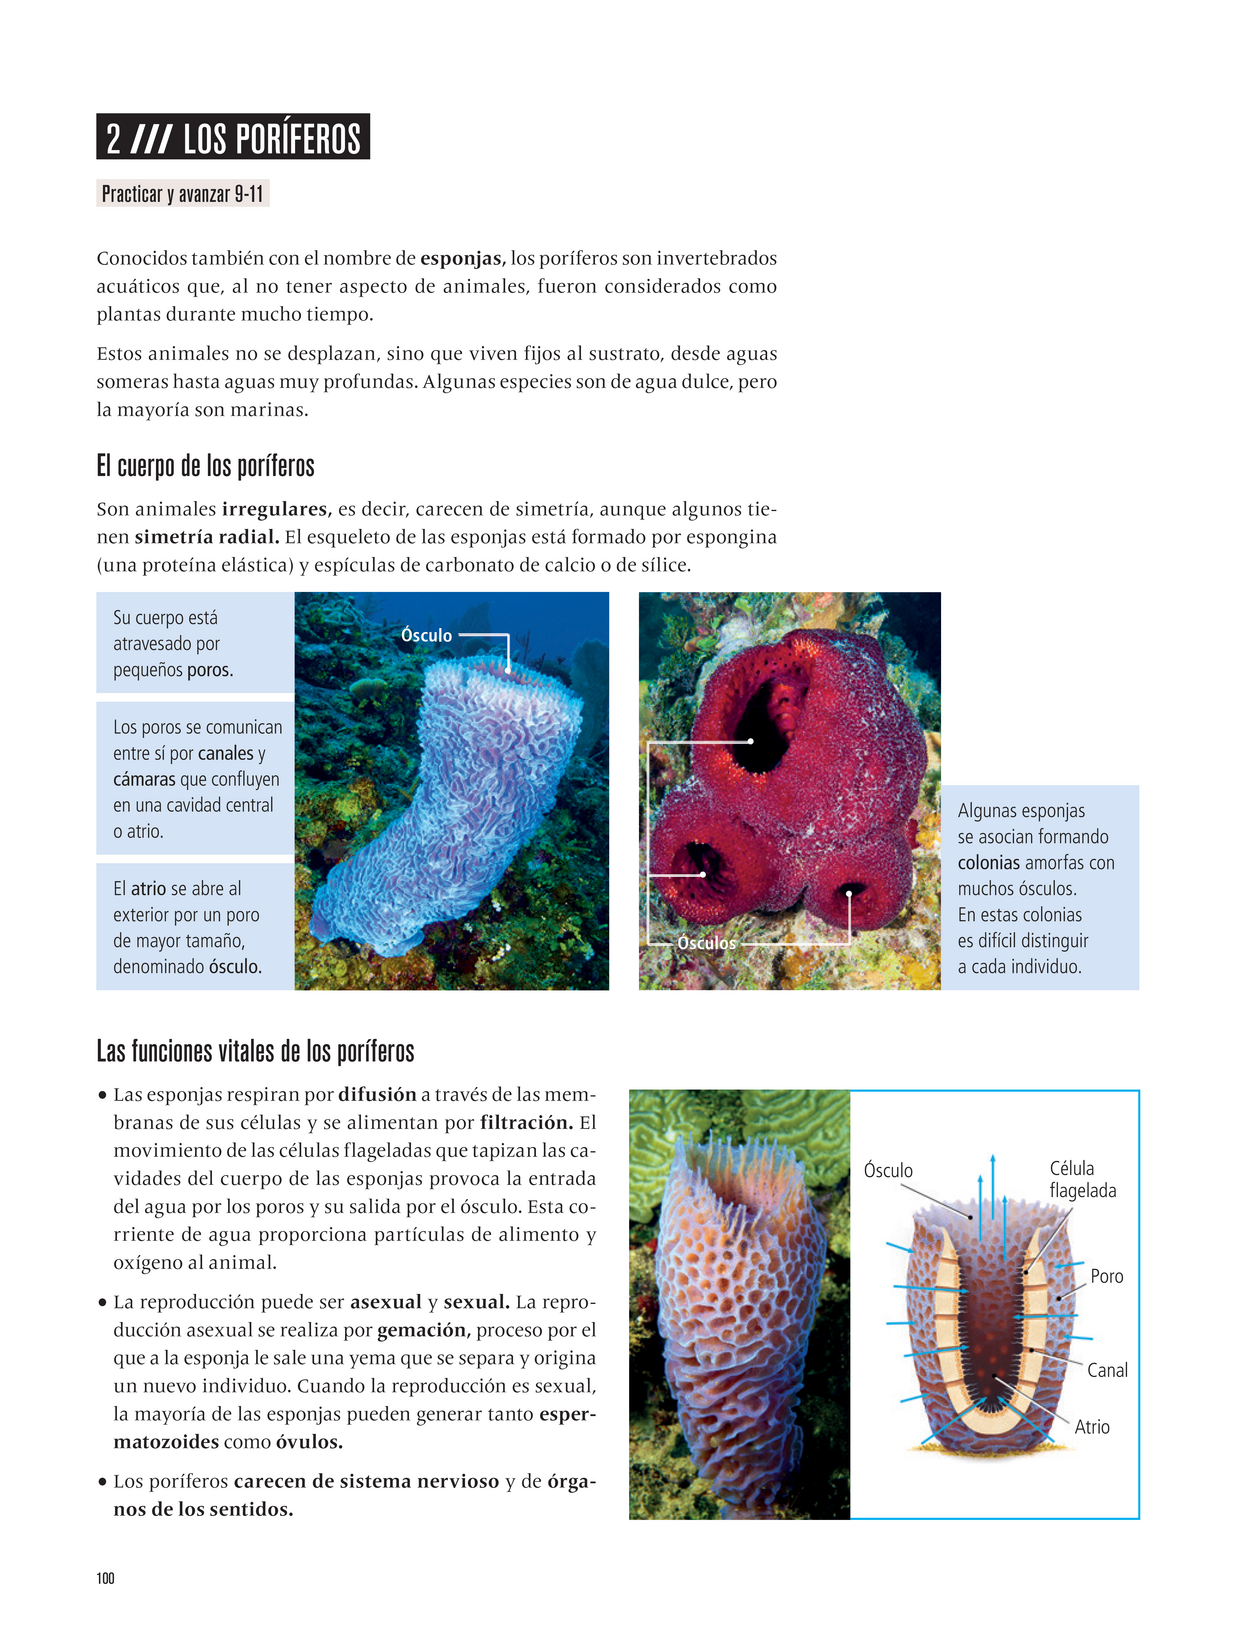 2 /// LOS PORÍFEROS
Practicar y avanzar 9-11
Conocidos también con el nombre de esponjas, los poríferos son invertebrados
acuáticos que, al no tener aspecto de animales, fueron considerados como
plantas durante mucho tiempo.
Estos animales no se desplazan, sino que viven fijos al sustrato, desde aguas
someras hasta aguas muy profundas. Algunas especies son de agua dulce, pero
la mayoría son marinas.
El cuerpo de los poríferos
Son animales irregulares, es decir, carecen de simetría, aunque algunos tie-
nen simetría radial. El esqueleto de las esponjas está formado por espongina
(una proteína elástica) y espículas de carbonato de calcio o de sílice.
Su cuerpo está
atravesado por
pequeños poros.
Los poros se comunican
entre sí por canales y
cámaras que confluyen
en una cavidad central
o atrio.
El atrio se abre al
exterior por un poro
de mayor tamaño,
denominado ósculo.
Ósculo
Ósculos
Algunas esponjas
se asocian formando
colonias amorfas con
muchos ósculos.
En estas colonias
es difícil distinguir
a cada individuo.
Las funciones vitales de los poríferos
• Las esponjas respiran por difusión a través de las mem-
branas de sus células y se alimentan por filtración. El
movimiento de las células flageladas que tapizan las ca-
vidades del cuerpo de las esponjas provoca la entrada
del agua por los poros y su salida por el ósculo. Esta co-
rriente de agua proporciona partículas de alimento y
oxígeno al animal.
• La reproducción puede ser asexual y sexual. La repro-
ducción asexual se realiza por gemación, proceso por el
que a la esponja le sale una yema que se separa y origina
un nuevo individuo. Cuando la reproducción es sexual,
la mayoría de las esponjas pueden generar tanto esper-
matozoides como óvulos.
• Los poríferos carecen de sistema nervioso y de órga-
nos de los sentidos.
Ósculo
Célula
flagelada
Poro
Canal
Atrio
100